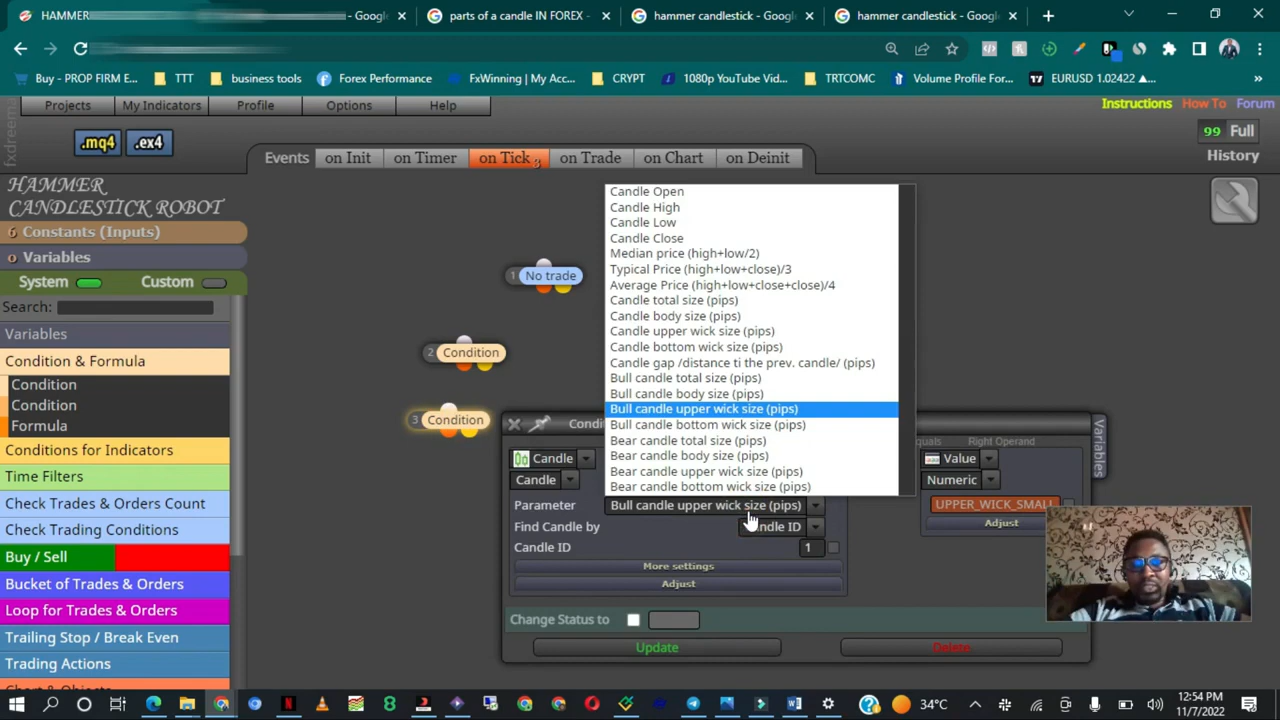 HAMMER
- Google
parts of a candle IN FOREX -
hammer candlestick - Google
hammer candlestick - Google
Buy - PROP FIRM E...
TTT
business tools
Forex Performance
FxWinning | My Acc...
CRYPT
1080p YouTube Vid...
TRTCOMC
Volume Profile For...
EURUSD 1.02422 ▲...
»
Projects
My Indicators
Profile
Options
Help
Instructions
How To
Forum
.mq4
.ex4
99 Full
History
Events
on Init
on Timer
on Tick 3
on Trade
on Chart
on Deinit
HAMMER
CANDLESTICK ROBOT
6 Constants (Inputs)
0 Variables
System
Custom
Search:
Variables
Condition & Formula
Condition
Condition
Formula
Conditions for Indicators
Time Filters
Check Trades & Orders Count
Check Trading Conditions
Buy / Sell
Bucket of Trades & Orders
Loop for Trades & Orders
Trailing Stop / Break Even
Trading Actions
1 No trade
2 Condition
3 Condition
Candle Open
Candle High
Candle Low
Candle Close
Median price (high+low/2)
Typical Price (high+low+close)/3
Average Price (high+low+close+close)/4
Candle total size (pips)
Candle body size (pips)
Candle upper wick size (pips)
Candle bottom wick size (pips)
Candle gap /distance ti the prev. candle/ (pips)
Bull candle total size (pips)
Bull candle body size (pips)
Bull candle upper wick size (pips)
Bull candle bottom wick size (pips)
Bear candle total size (pips)
Bear candle body size (pips)
Bear candle upper wick size (pips)
Bear candle bottom wick size (pips)
Candle
Candle
Parameter
Bull candle upper wick size (pips)
Find Candle by
Candle ID
1
More settings
Adjust
Right Operand
Value
Numeric
UPPER_WICK_SMALL
Adjust
Variables
Change Status to
Update
Delete
34°C
12:54 PM
11/7/2022